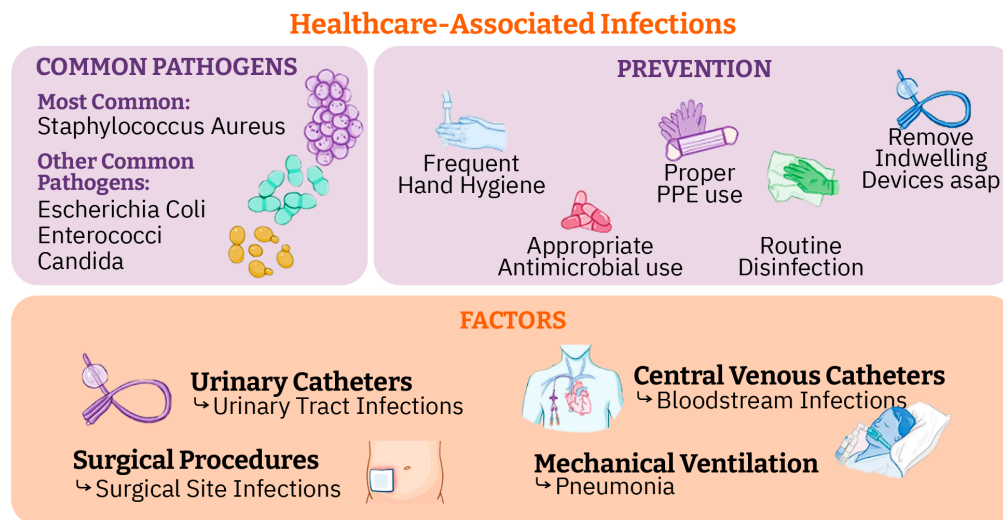 Healthcare-Associated Infections
COMMON PATHOGENS
Most Common:
Staphylococcus Aureus
Other Common
Pathogens:
Escherichia Coli
Enterococci
Candida
PREVENTION
Frequent
Hand Hygiene
Proper
PPE use
Remove
Indwelling
Devices asap
Appropriate
Antimicrobial use
Routine
Disinfection
FACTORS
Urinary Catheters
↳ Urinary Tract Infections
Central Venous Catheters
↳ Bloodstream Infections
Surgical Procedures
↳ Surgical Site Infections
Mechanical Ventilation
↳ Pneumonia